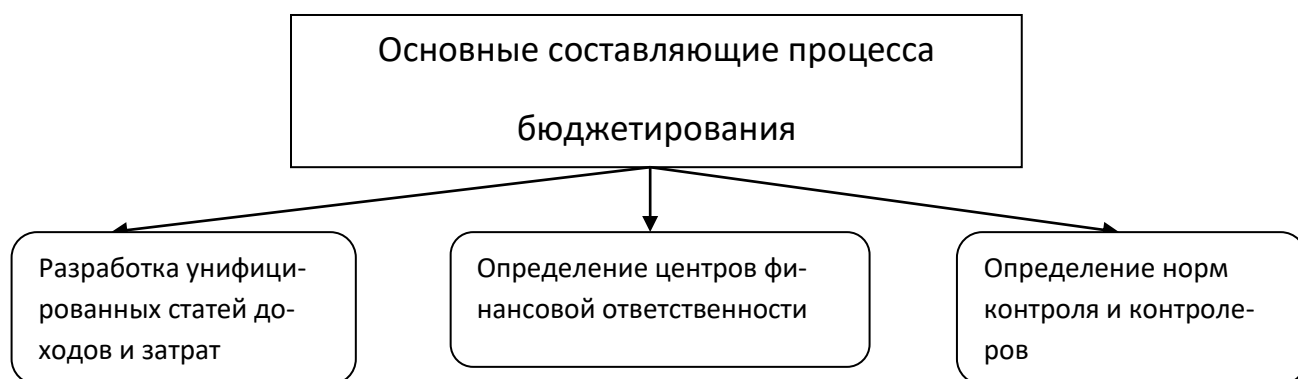 Основные составляющие процесса
бюджетирования
Разработка унифици-
рованных статей до-
ходов и затрат
Определение центров фи-
нансовой ответственности
Определение норм
контроля и контроле-
ров